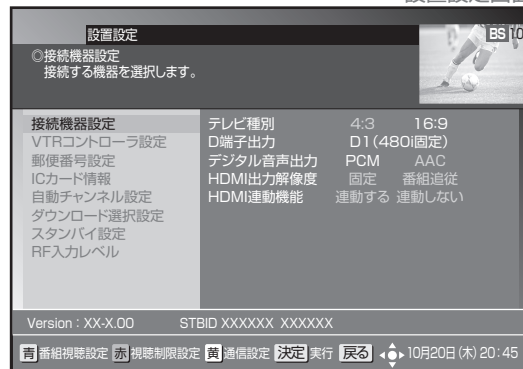 設置設定
BS 10
◎接続機器設定
接続する機器を選択します。
接続機器設定
VTRコントローラ設定
郵便番号設定
ICカード情報
自動チャンネル設定
ダウンロード選択設定
スタンバイ設定
RF入力レベル
テレビ種別 4:3 16:9
D端子出力 D1(480i固定)
デジタル音声出力 PCM AAC
HDMI出力解像度 固定 番組追従
HDMI連動機能 連動する 連動しない
Version : XX-X.00 STBID XXXXXX XXXXXX
青 番組視聴設定 赤 視聴制限設定 黄 通信設定 決定 実行 戻る 10月20日(木) 20:45